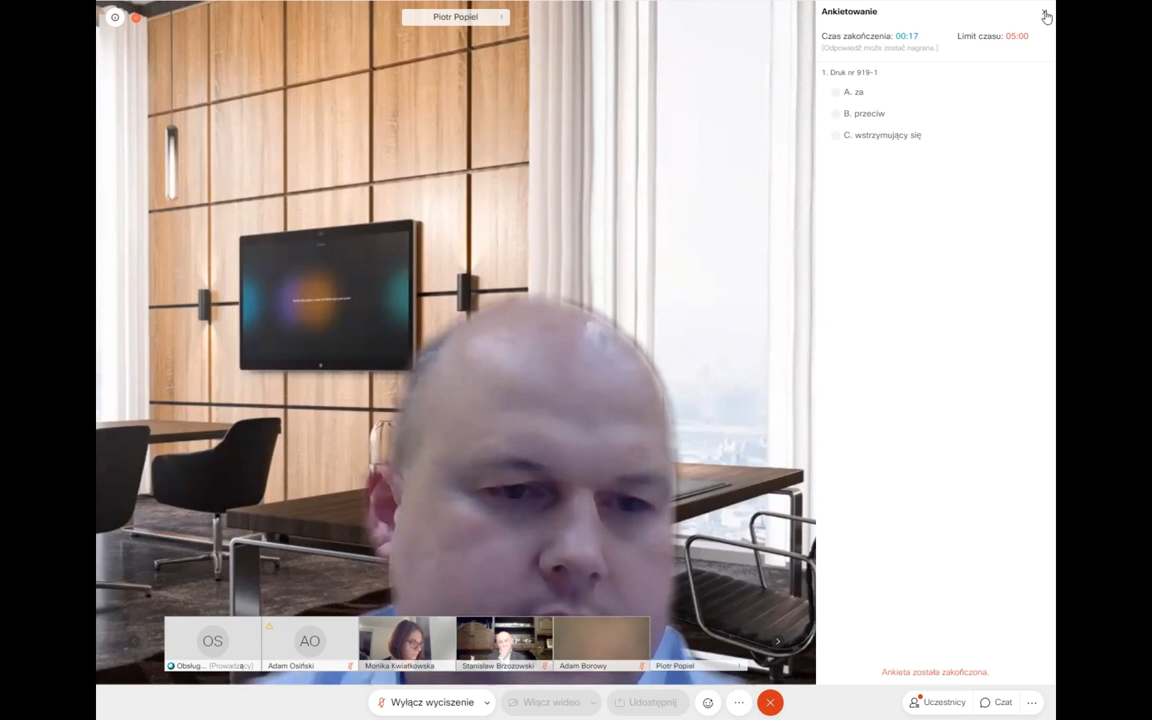 Piotr Popiel
Ankietowanie
Czas zakończenia: 00:17
Limit czasu: 05:00
(Odpowiedź może zostać nagrana.)
1. Druk nr 919-1
A. za
B. przeciw
C. wstrzymujący się
OS
AO
Obsług... (Prowadzący)
Adam Osiński
Monika Kwiatkowska
Stanisław Brzozowski
Adam Borowy
Piotr Popiel
Ankieta została zakończona.
Wyłącz wyciszenie
Włącz wideo
Udostępnij
Uczestnicy
Czat